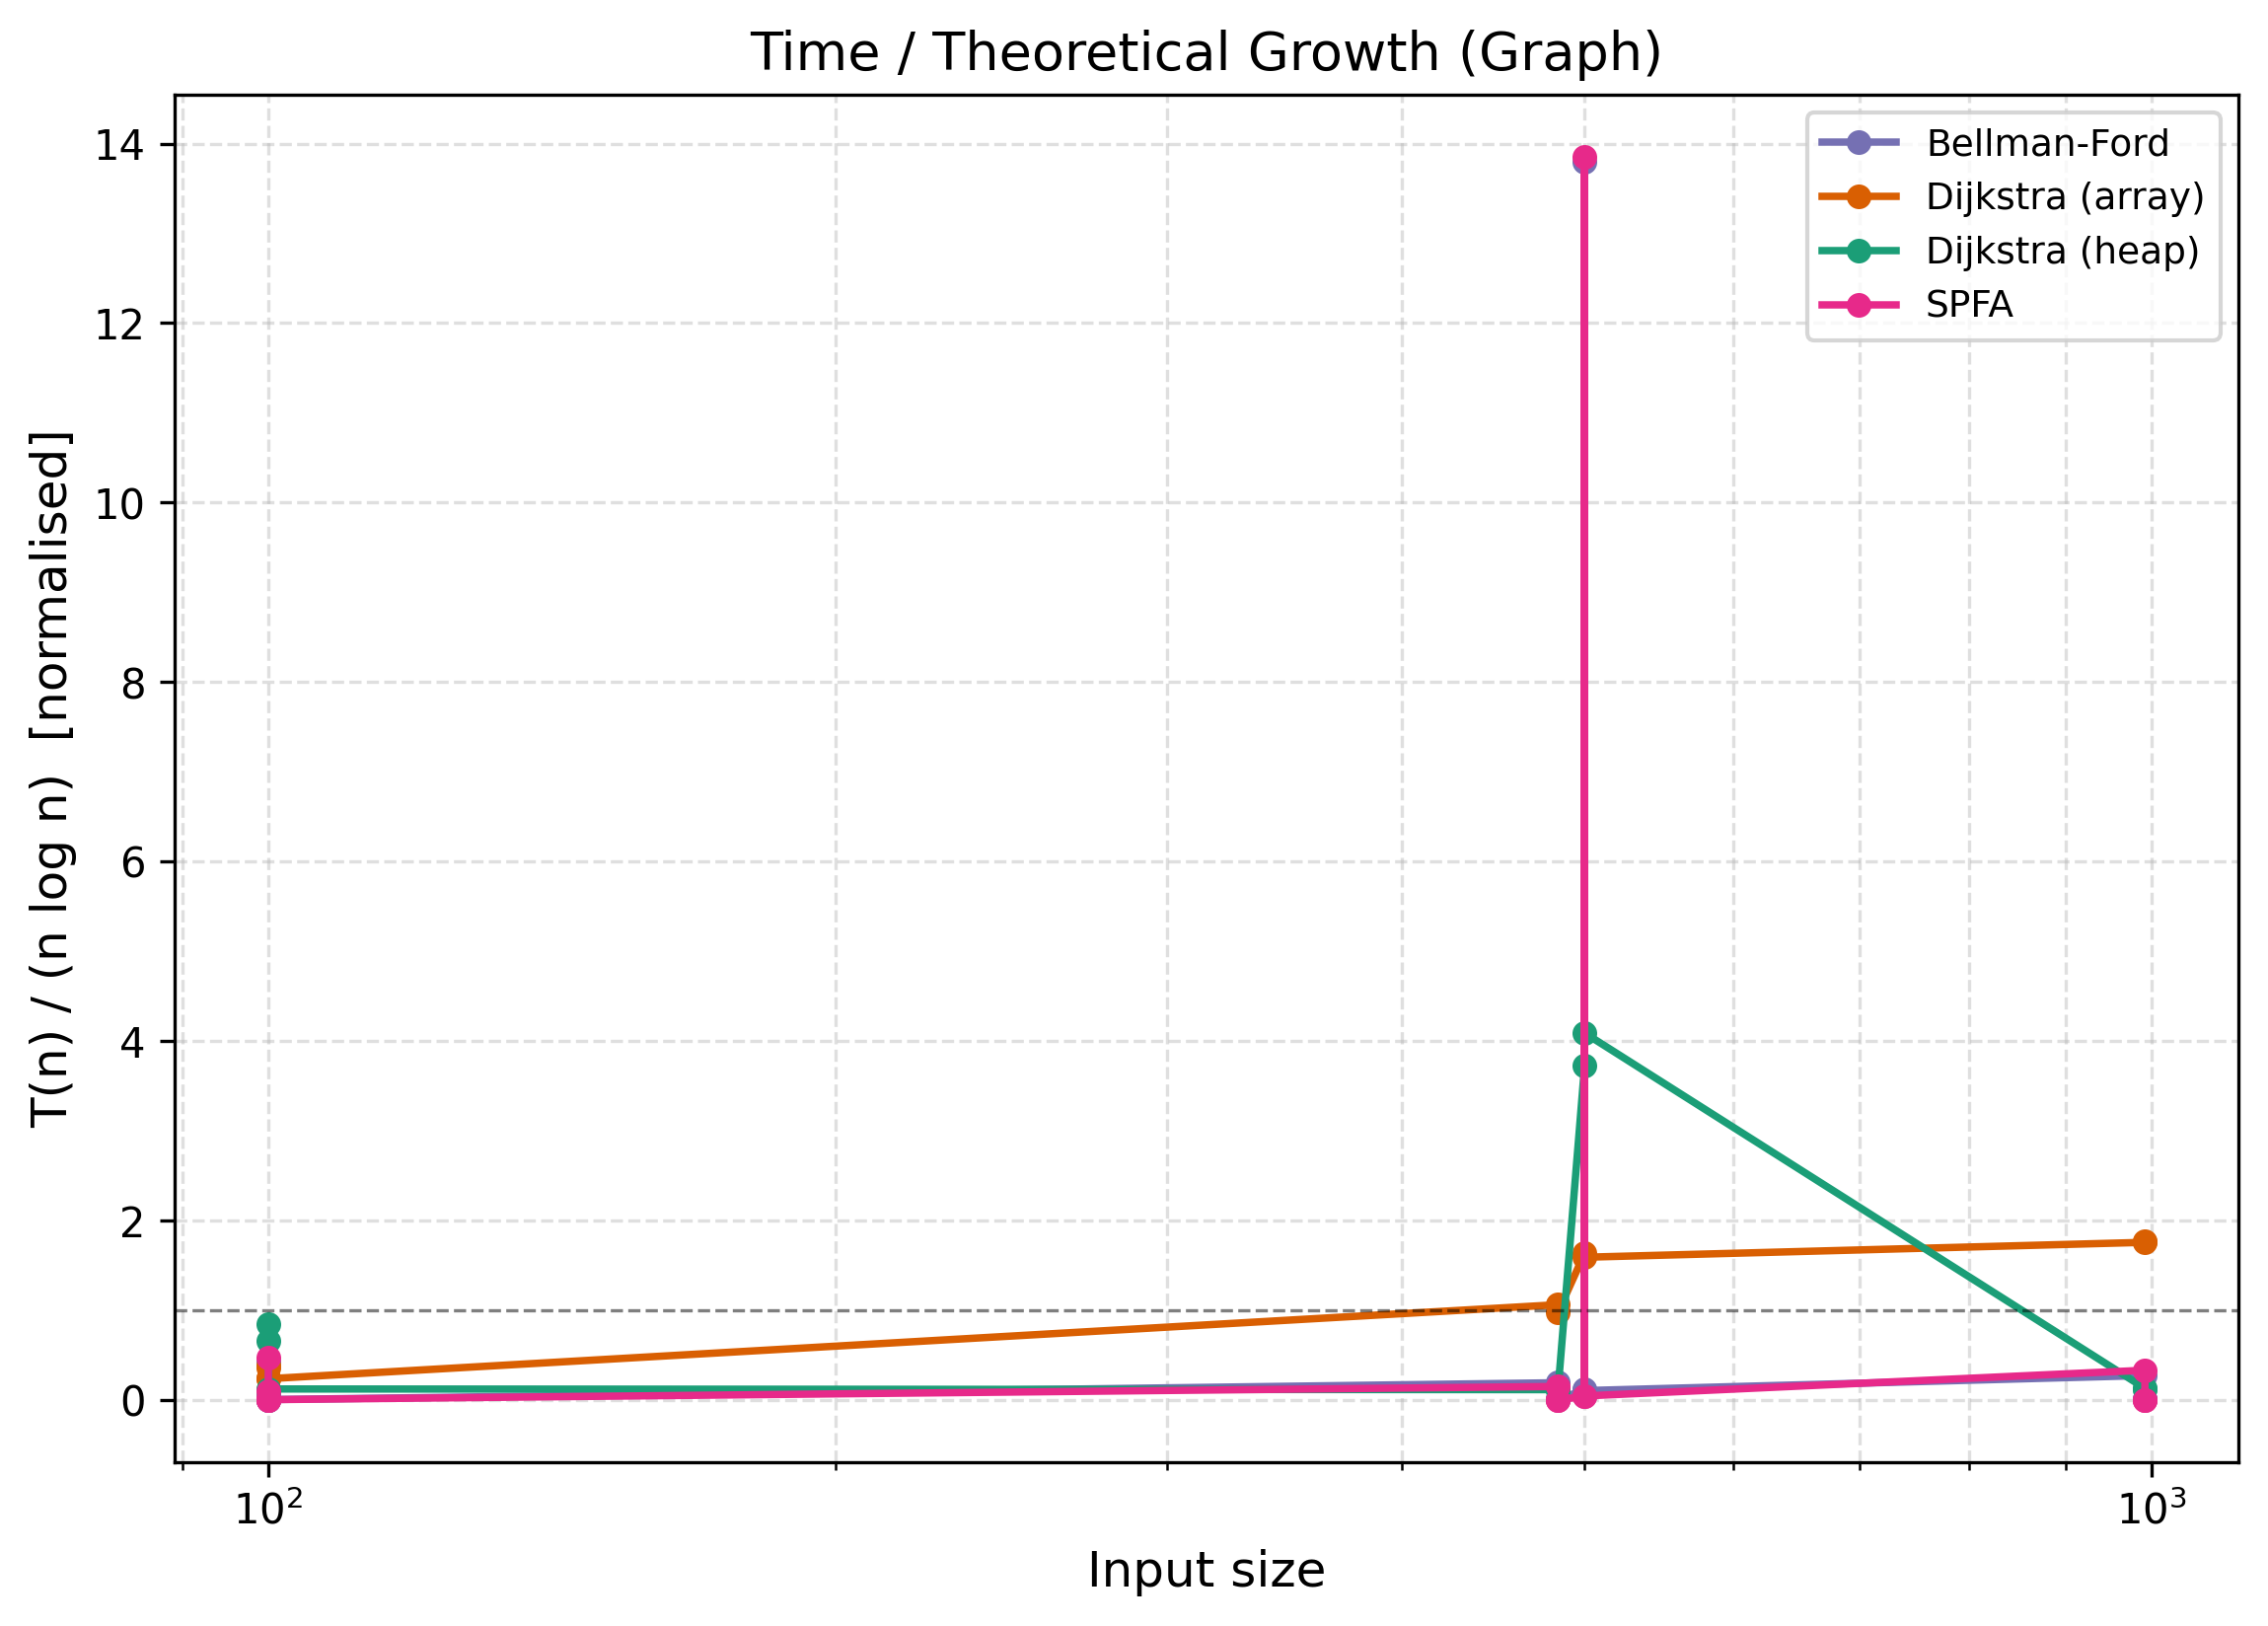 Time / Theoretical Growth (Graph)
T(n) / (n log n) [normalised]
14
12
10
8
6
4
2
0
Bellman-Ford
Dijkstra (array)
Dijkstra (heap)
SPFA
10²
10³
Input size